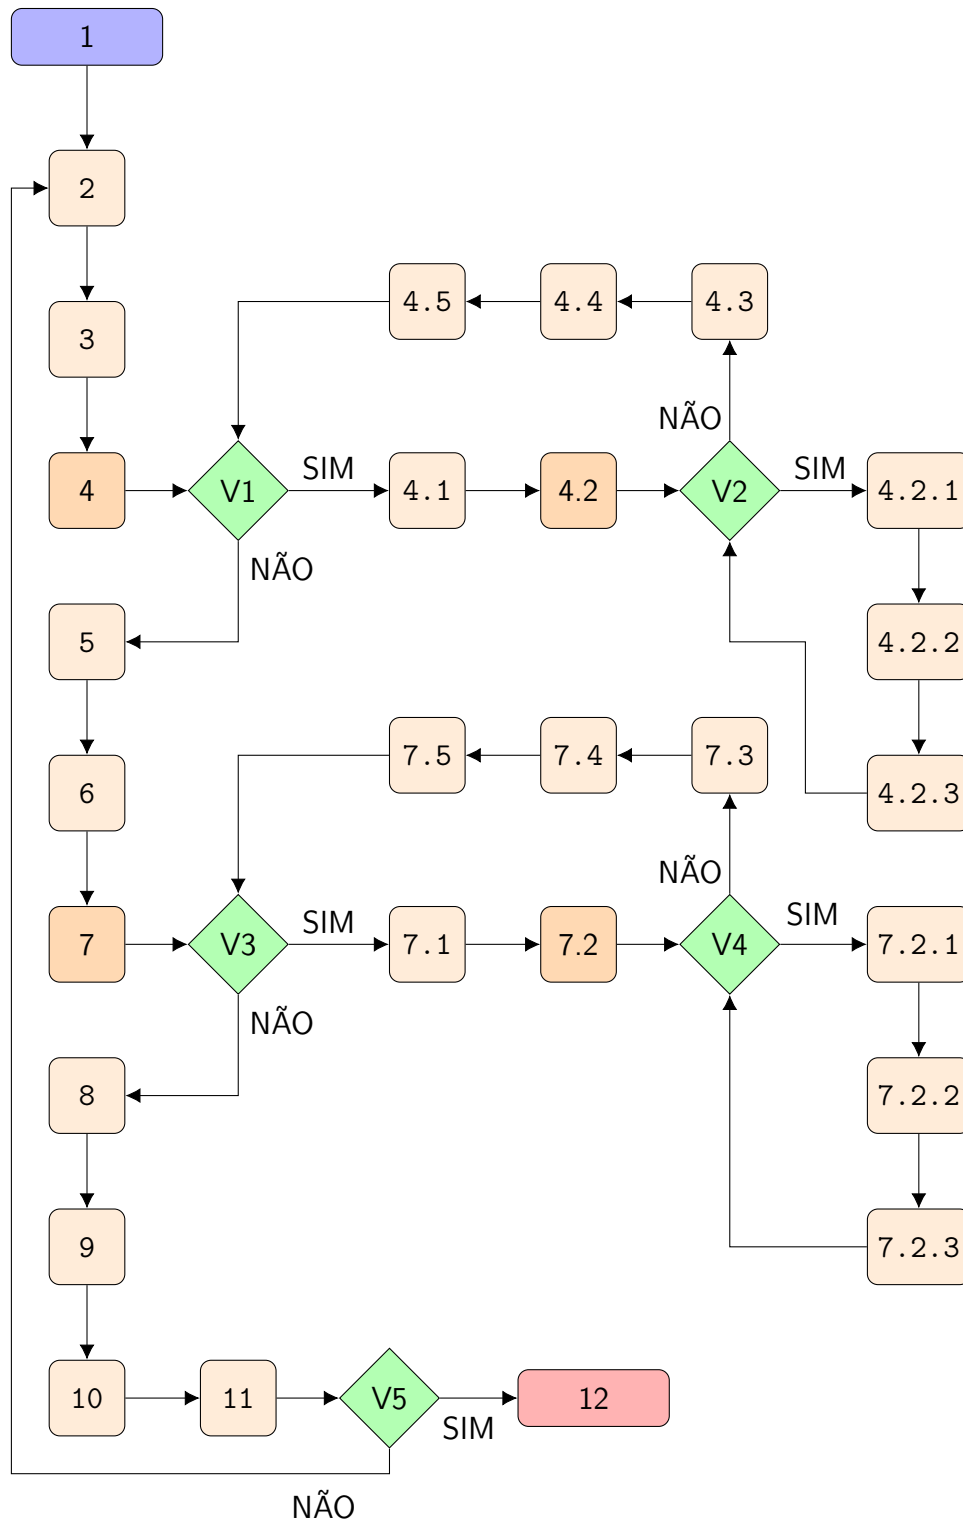 1
2
4.5 4.4 4.3
3
NÃO
4 V1 SIM 4.1 4.2 V2 SIM 4.2.1
NÃO
5 4.2.2
7.5 7.4 7.3
6 4.2.3
NÃO
7 V3 SIM 7.1 7.2 V4 SIM 7.2.1
NÃO
8 7.2.2
9 7.2.3
10 11 V5 SIM 12
NÃO